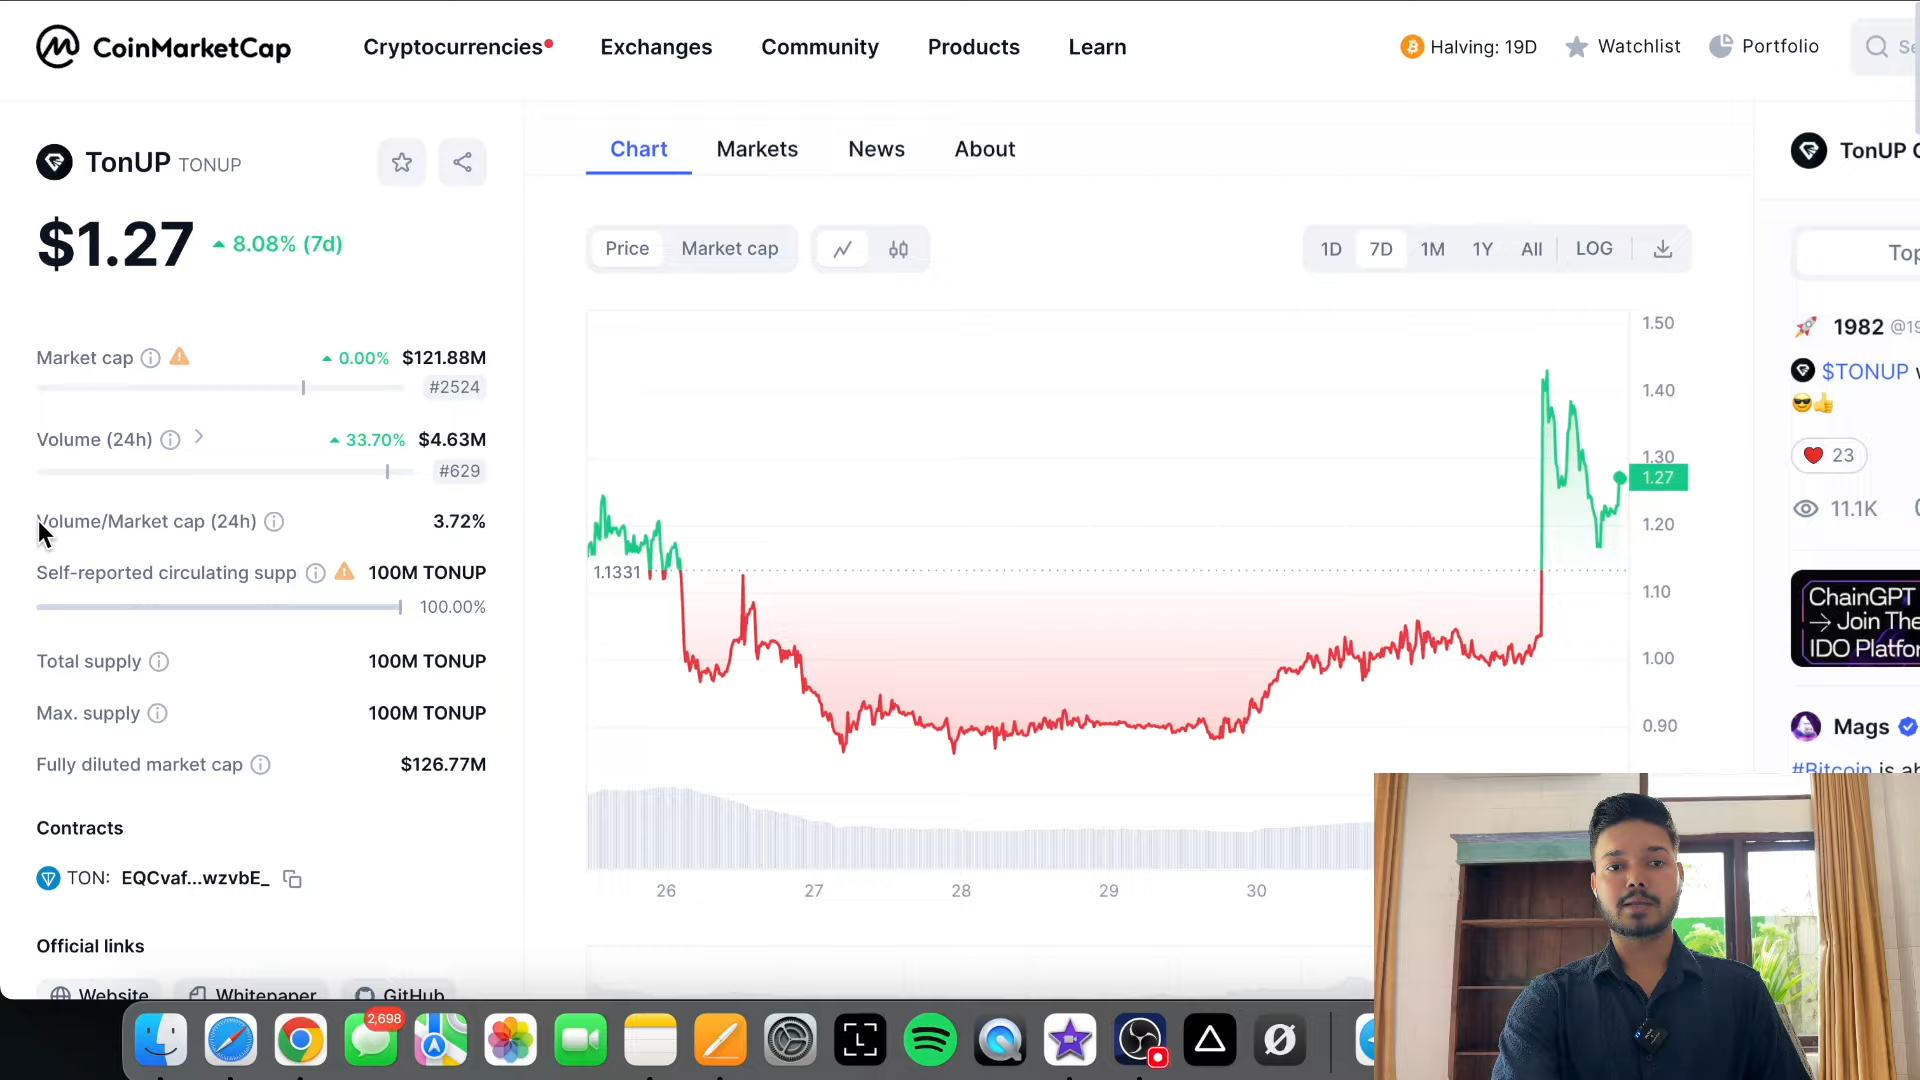 CoinMarketCap
Cryptocurrencies
Exchanges
Community
Products
Learn
Halving: 19D
Watchlist
Portfolio
TonUP TONUP
$1.27
8.08% (7d)
Market cap
0.00% $121.88M
#2524
Volume (24h)
33.70% $4.63M
#629
Volume/Market cap (24h)
3.72%
Self-reported circulating supp
100M TONUP
100.00%
Total supply
100M TONUP
Max. supply
100M TONUP
Fully diluted market cap
$126.77M
Contracts
TON: EQCvaf...wzvbE_
Official links
Website
Whitepaper
GitHub
Chart
Markets
News
About
Price
Market cap
1D
7D
1M
1Y
All
LOG
1.50
1.40
1.30
1.27
1.20
1.10
1.00
0.90
1.1331
26
27
28
29
30
TonUP
1982
$TONUP
23
11.1K
ChainGPT
→ Join The
IDO
Mags
#Bitcoin is
2,698